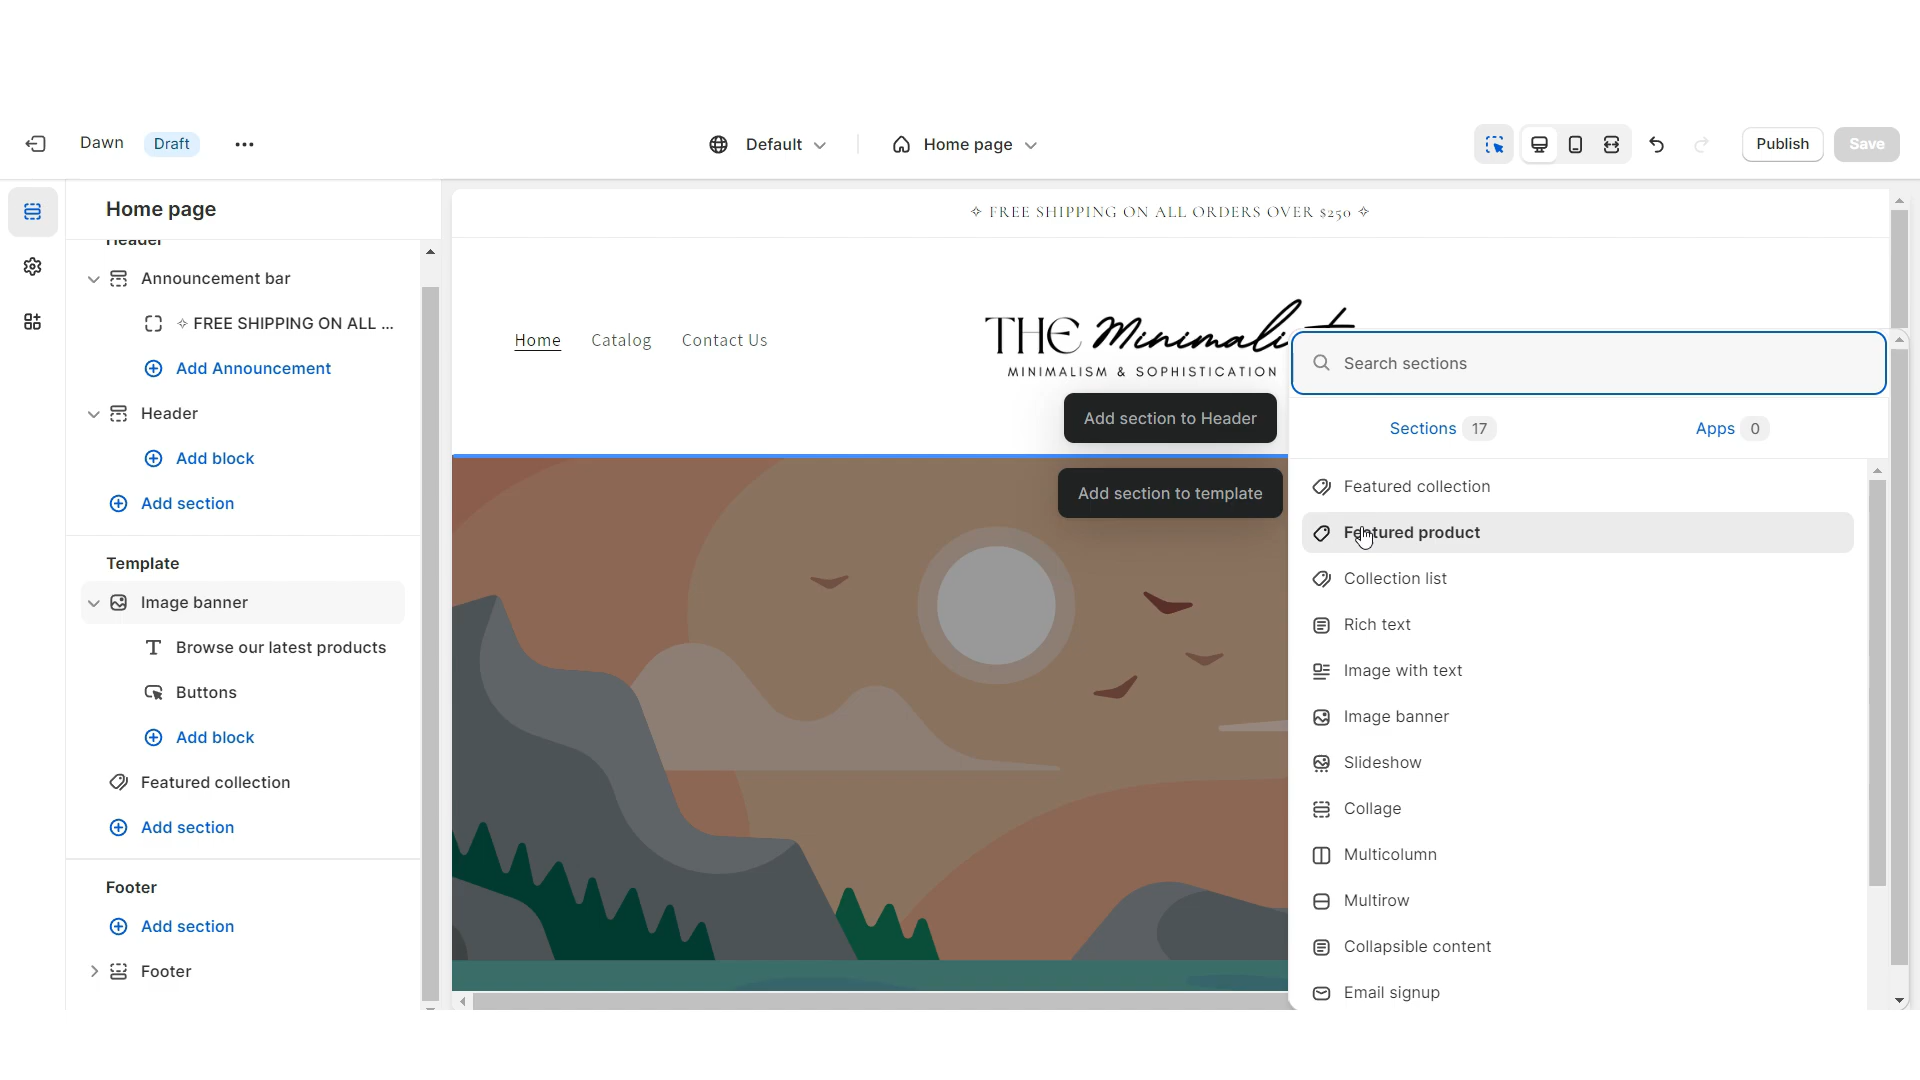 Dawn Draft
Default Home page
Publish Save
Home page
Header
Announcement bar
✧ FREE SHIPPING ON ALL ...
Add Announcement
Header
Add block
Add section
Template
Image banner
Browse our latest products
Buttons
Add block
Featured collection
Add section
Footer
Add section
Footer
✧ FREE SHIPPING ON ALL ORDERS OVER $250 ✧
Home Catalog Contact Us
THE
MINIMALISM & SOPHISTICATION
Add section to Header
Add section to template
Search sections
Sections 17 Apps 0
Featured collection
Featured product
Collection list
Rich text
Image with text
Image banner
Slideshow
Collage
Multicolumn
Multirow
Collapsible content
Email signup